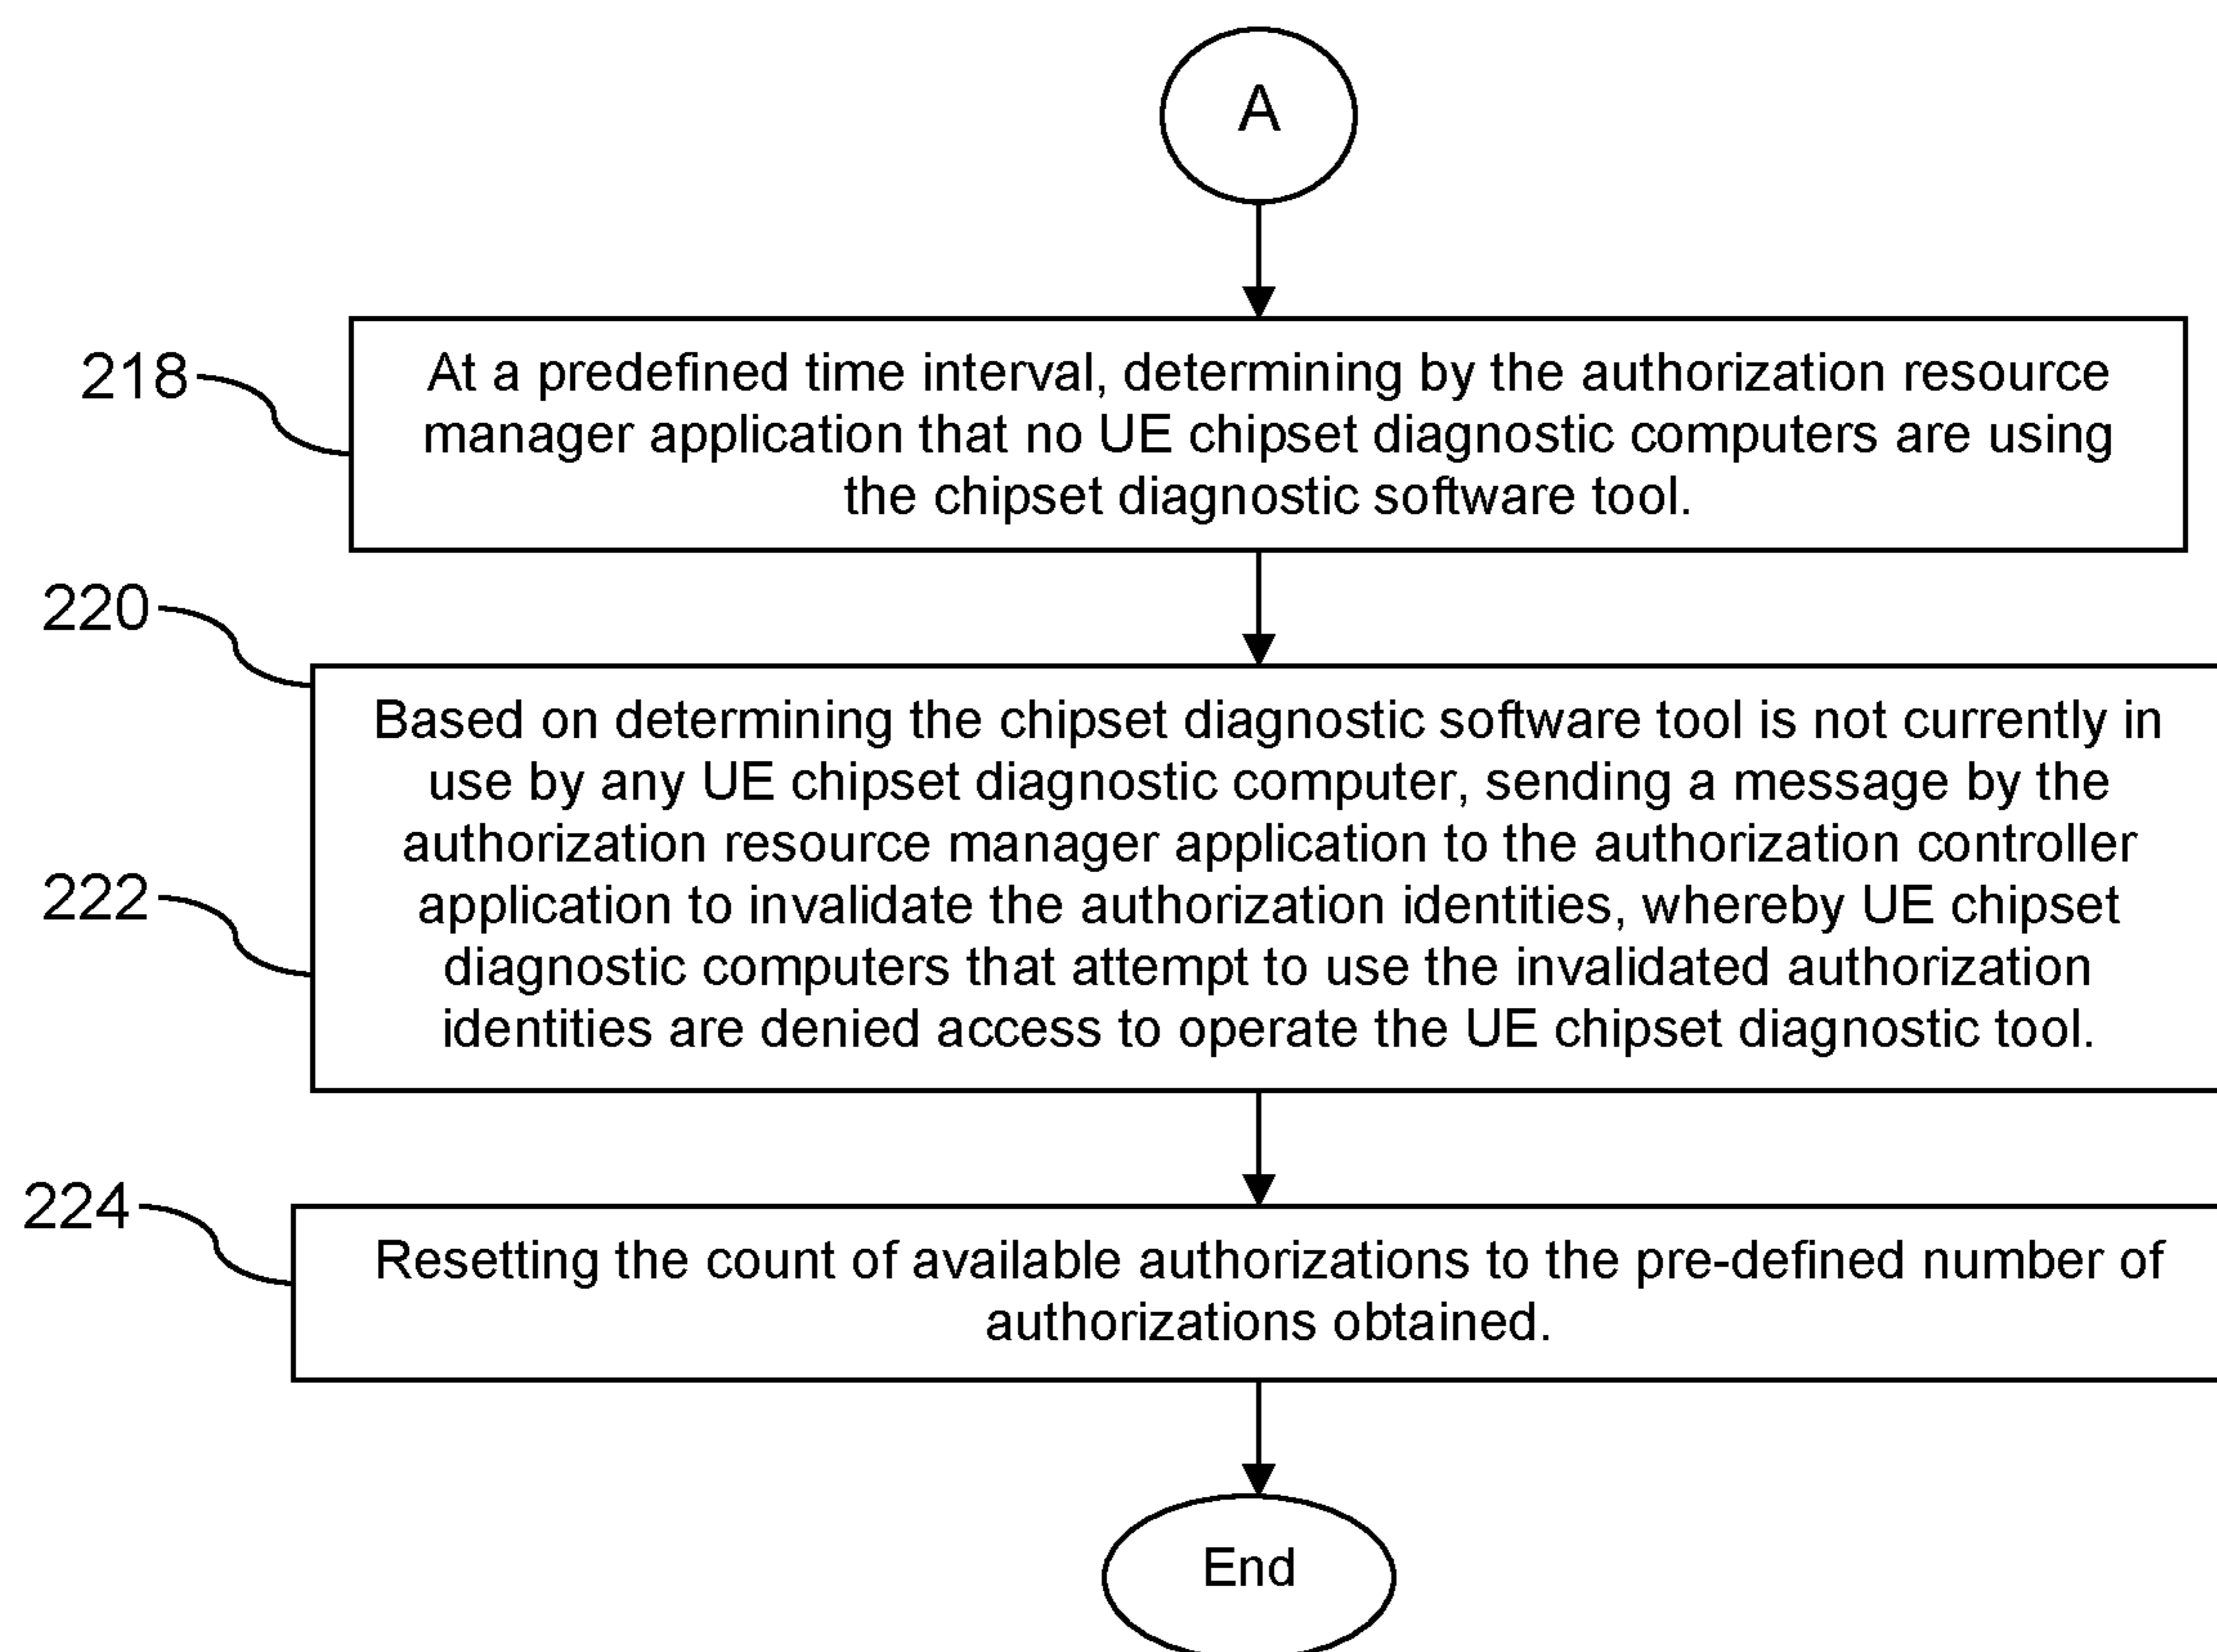 A
218
At a predefined time interval, determining by the authorization resource
manager application that no UE chipset diagnostic computers are using
the chipset diagnostic software tool.
220
Based on determining the chipset diagnostic software tool is not currently in
use by any UE chipset diagnostic computer, sending a message by the
authorization resource manager application to the authorization controller
222
application to invalidate the authorization identities, whereby UE chipset
diagnostic computers that attempt to use the invalidated authorization
identities are denied access to operate the UE chipset diagnostic tool.
224
Resetting the count of available authorizations to the pre-defined number of
authorizations obtained.
End